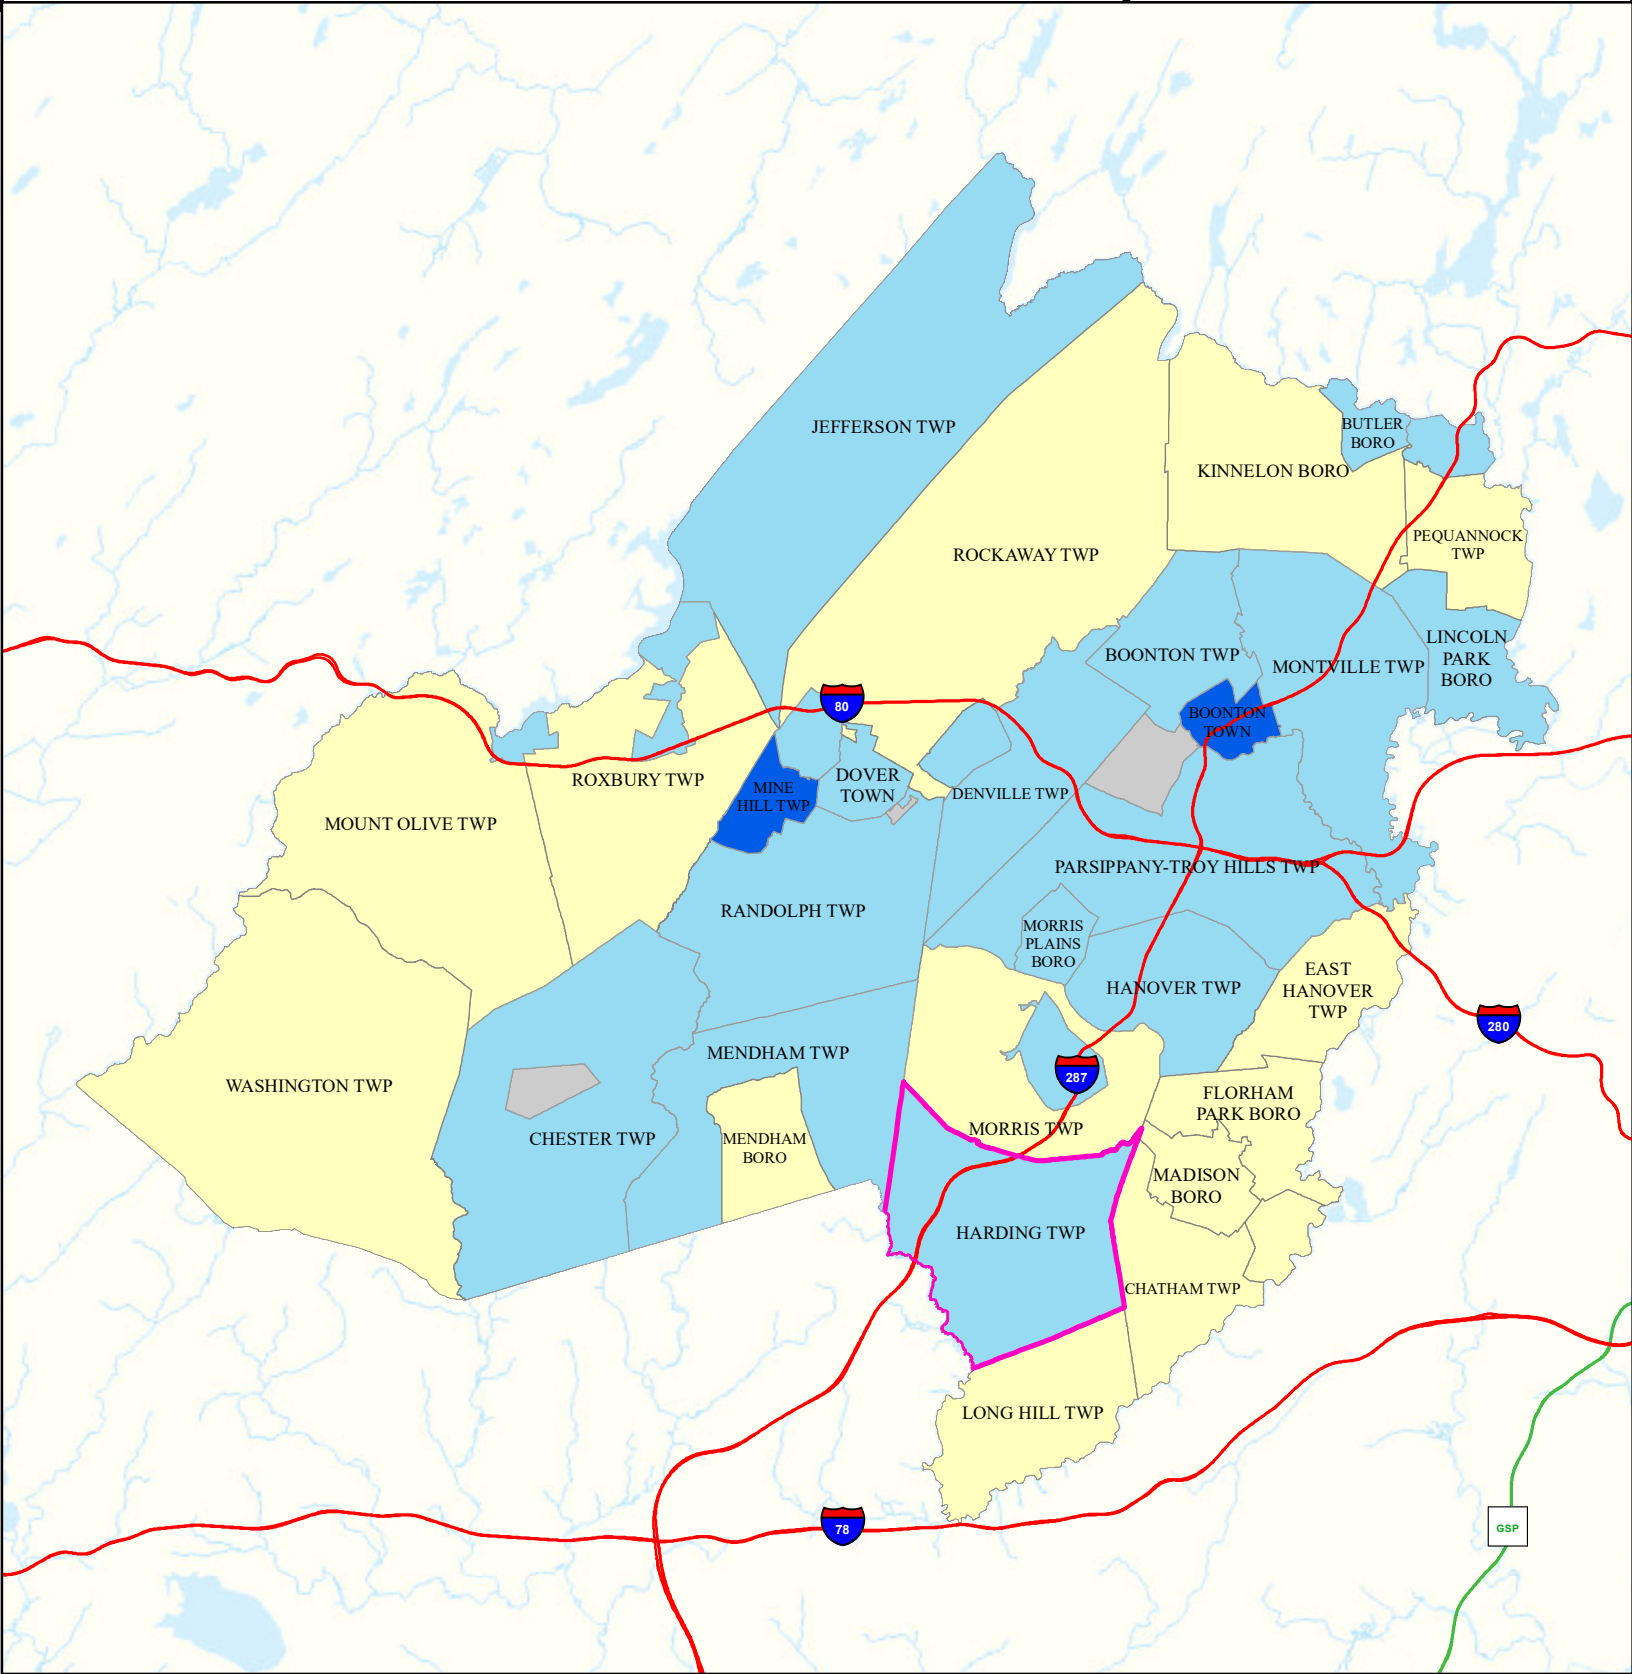 JEFFERSON TWP
BUTLER
BORO
KINNELON BORO
PEQUANNOCK
TWP
ROCKAWAY TWP
LINCOLN
PARK
BORO
BOONTON TWP
MONTVILLE TWP
80
BOONTON
TOWN
ROXBURY TWP
DOVER
TOWN
MINE
HILL TWP
DENVILLE TWP
MOUNT OLIVE TWP
PARSIPPANY-TROY HILLS TWP
RANDOLPH TWP
MORRIS
PLAINS
BORO
EAST
HANOVER
TWP
HANOVER TWP
280
MENDHAM TWP
287
WASHINGTON TWP
FLORHAM
PARK BORO
MORRIS TWP
CHESTER TWP
MENDHAM
BORO
MADISON
BORO
HARDING TWP
CHATHAM TWP
LONG HILL TWP
78
GSP